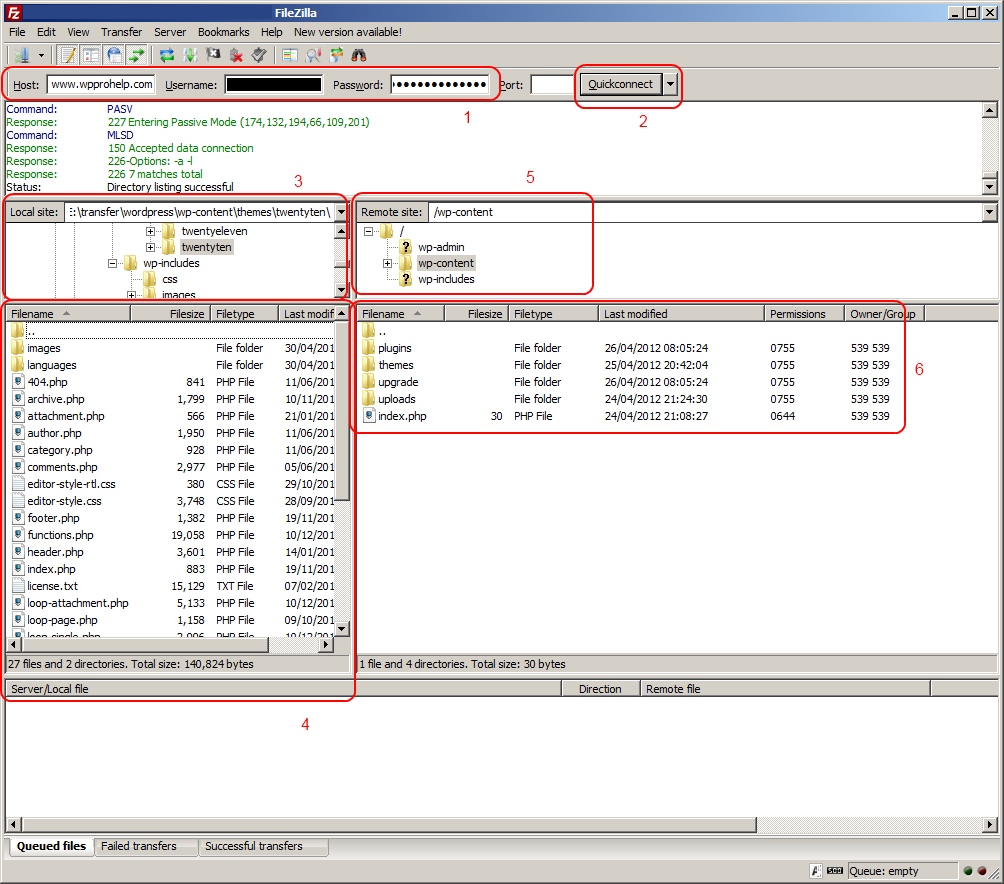 FileZilla
File Edit View Transfer Server Bookmarks Help New version available!
Host: www.wpprohelp.com Username: Password: ●●●●●●●●●●●●● Port: Quickconnect
1
2
Command: PASV
Response: 227 Entering Passive Mode (174,132,194,66,109,201)
Command: MLSD
Response: 150 Accepted data connection
Response: 226-Options: -a -l
Response: 226 7 matches total
Status: Directory listing successful
3
5
Local site: :\transfer\wordpress\wp-content\themes\twentyten\
twentyeleven
twentyten
wp-includes
css
images
Remote site: /wp-content
/
? wp-admin
wp-content
? wp-includes
Filename Filesize Filetype Last modif
..
images File folder 30/04/201
languages File folder 30/04/201
404.php 841 PHP File 11/06/201
archive.php 1,799 PHP File 10/11/201
attachment.php 566 PHP File 21/01/201
author.php 1,950 PHP File 11/06/201
category.php 928 PHP File 11/06/201
comments.php 2,977 PHP File 05/06/201
editor-style-rtl.css 380 CSS File 29/10/201
editor-style.css 3,748 CSS File 28/09/201
footer.php 1,382 PHP File 19/11/201
functions.php 19,058 PHP File 10/12/201
header.php 3,601 PHP File 14/01/201
index.php 883 PHP File 19/11/201
license.txt 15,129 TXT File 07/02/201
loop-attachment.php 5,133 PHP File 10/12/201
loop-page.php 1,158 PHP File 09/10/201
loop-single.php 2,006 PHP File 10/12/201
27 files and 2 directories. Total size: 140,824 bytes
Filename Filesize Filetype Last modified Permissions Owner/Group
..
plugins File folder 26/04/2012 08:05:24 0755 539 539
themes File folder 25/04/2012 20:42:04 0755 539 539
upgrade File folder 26/04/2012 08:05:24 0755 539 539
uploads File folder 24/04/2012 21:24:30 0755 539 539
index.php 30 PHP File 24/04/2012 21:08:27 0644 539 539
6
1 file and 4 directories. Total size: 30 bytes
Server/Local file Direction Remote file
4
Queued files Failed transfers Successful transfers
Queue: empty